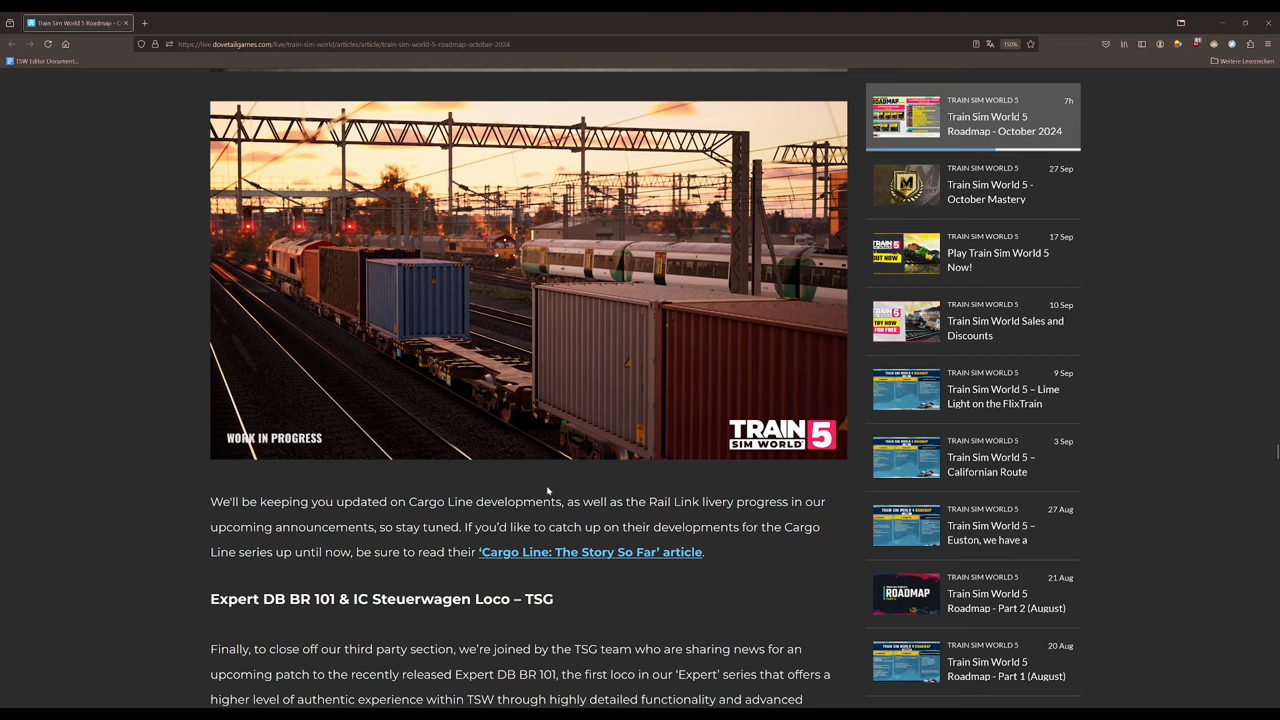 Train Sim World 5 Roadmap - O
https://live.dovetailgames.com/live/train-sim-world/articles/article/train-sim-world-5-roadmap-october-2024
150%
TSW Editor Document...
Weitere Lesezeichen
WORK IN PROGRESS
TRAIN
SIM WORLD 5
We'll be keeping you updated on Cargo Line developments, as well as the Rail Link livery progress in our
upcoming announcements, so stay tuned. If you'd like to catch up on the developments for the Cargo
Line series up until now, be sure to read their 'Cargo Line: The Story So Far' article.
Expert DB BR 101 & IC Steuerwagen Loco – TSG
Finally, to close off our third party section, we're joined by the TSG team who are sharing news for an
upcoming patch to the recently released Expert DB BR 101, the first loco in our 'Expert' series that offers a
higher level of authentic experience within TSW through highly detailed functionality and advanced
TRAIN SIM WORLD 5 7h
Train Sim World 5
Roadmap - October 2024
TRAIN SIM WORLD 5 27 Sep
Train Sim World 5 -
October Mastery
TRAIN SIM WORLD 5 17 Sep
Play Train Sim World 5
Now!
TRAIN SIM WORLD 5 10 Sep
Train Sim World Sales and
Discounts
TRAIN SIM WORLD 5 9 Sep
Train Sim World 5 – Lime
Light on the FlixTrain
TRAIN SIM WORLD 5 3 Sep
Train Sim World 5 –
Californian Route
TRAIN SIM WORLD 5 27 Aug
Train Sim World 5 –
Euston, we have a
TRAIN SIM WORLD 5 21 Aug
ROADMAP
Train Sim World 5
Roadmap - Part 2 (August)
TRAIN SIM WORLD 5 20 Aug
Train Sim World 5
Roadmap - Part 1 (August)